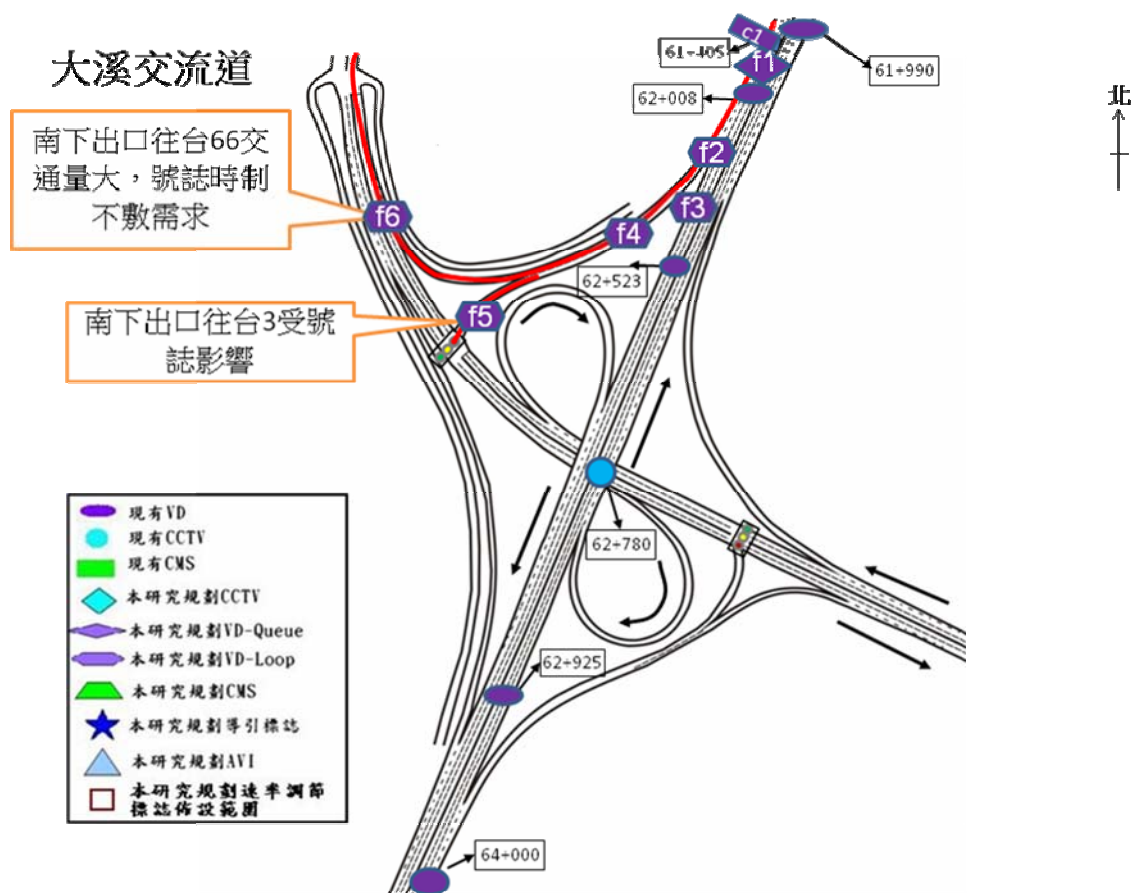 大溪交流道
北
c1
61+405
f1
61+990
62+008
南下出口往台66交
通量大，號誌時制
不敷需求
f2
f3
f6
f4
62+523
南下出口往台3受號
誌影響
f5
62+780
現有VD
現有CCTV
現有CMS
本研究規劃CCTV
本研究規劃VD-Queue
本研究規劃VD-Loop
本研究規劃CMS
本研究規劃導引標誌
本研究規劃AVI
本研究規劃速率調節
標誌佈設範圍
62+925
64+000